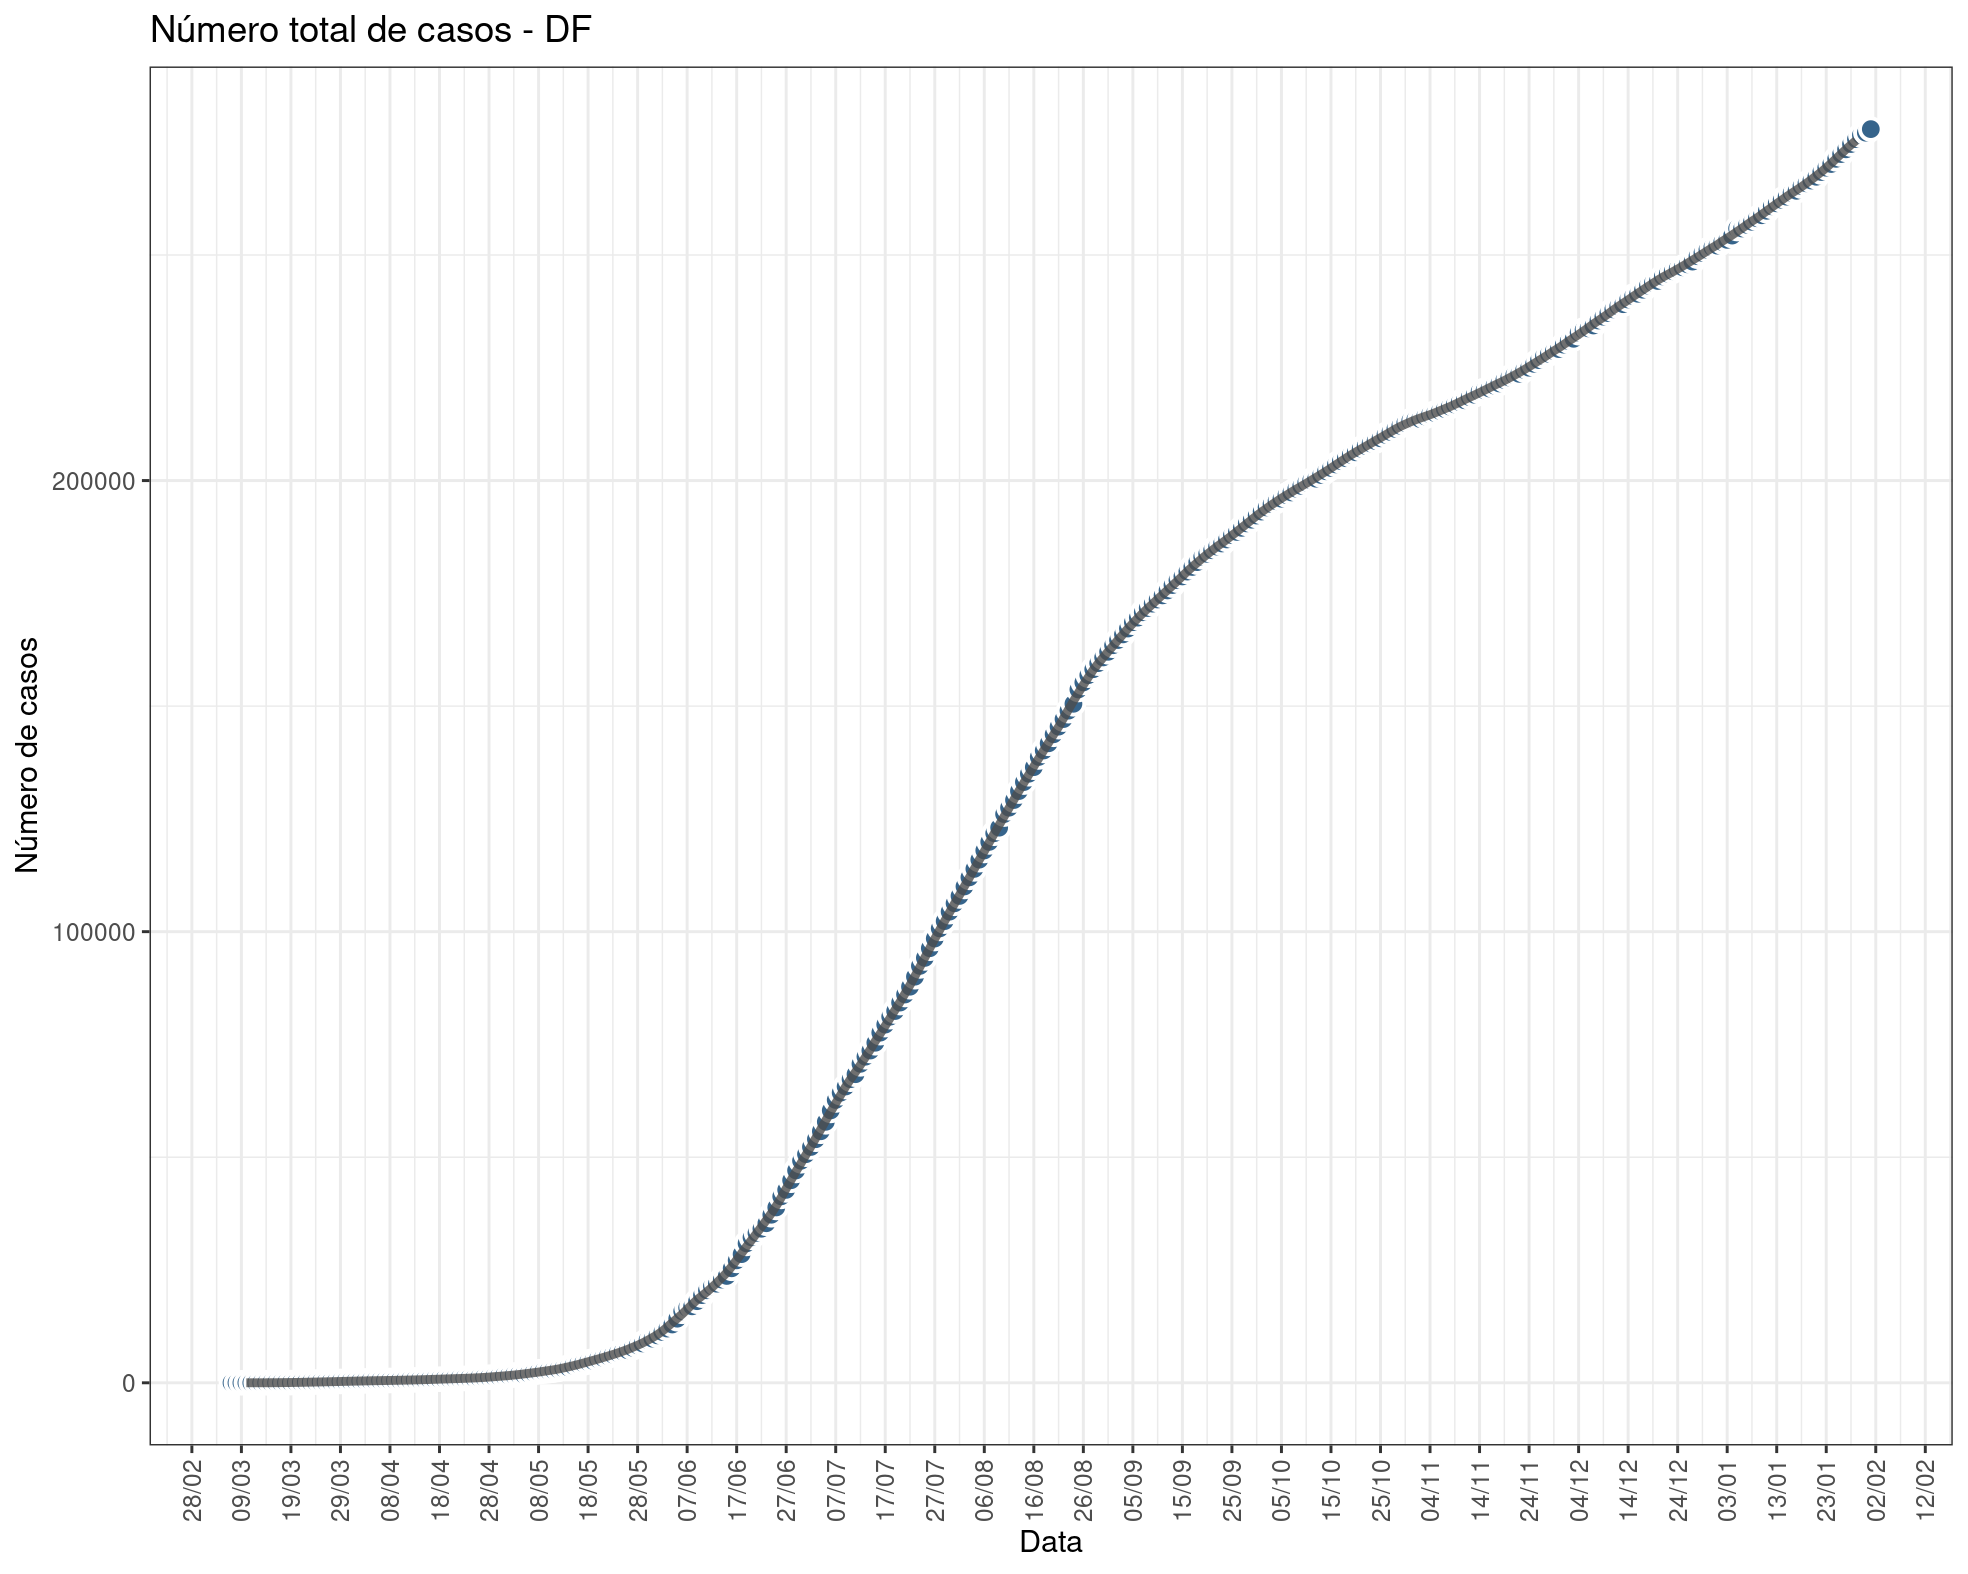 Número total de casos - DF
Número de casos
200000
100000
0
28/02 09/03 19/03 29/03 08/04 18/04 28/04 08/05 18/05 28/05 07/06 17/06 27/06 07/07 17/07 27/07 06/08 16/08 26/08 05/09 15/09 25/09 05/10 15/10 25/10 04/11 14/11 24/11 04/12 14/12 24/12 03/01 13/01 23/01 02/02 12/02
Data